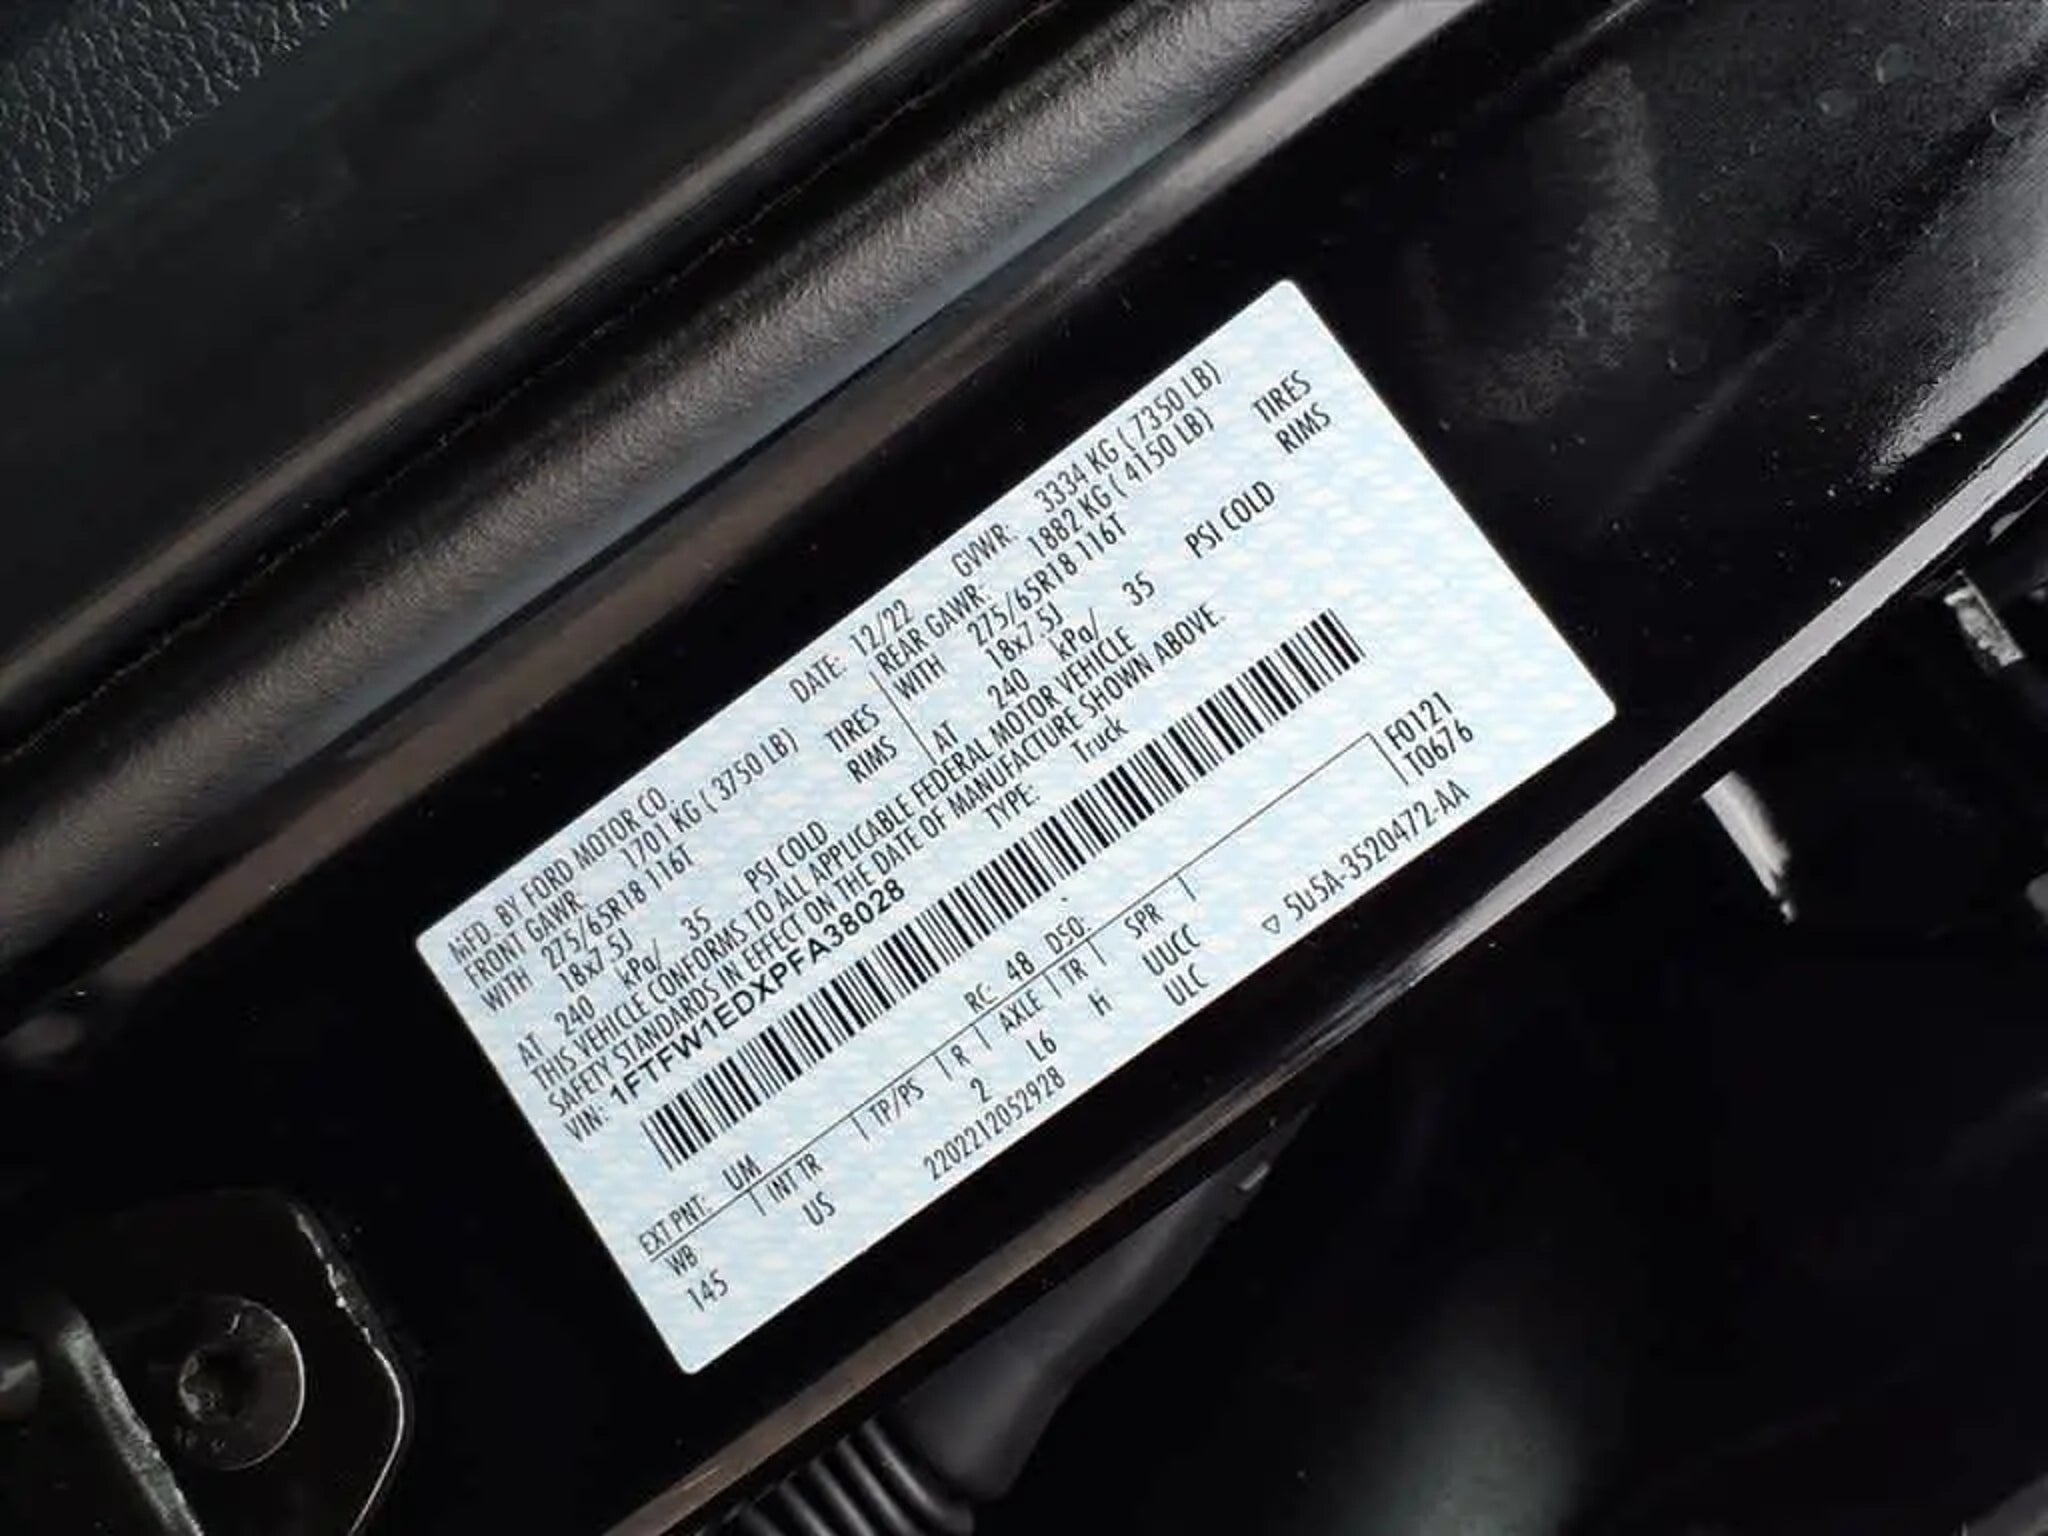 MFD. BY FORD MOTOR CO. DATE: 12/22 GVWR: 3334 KG ( 7350 LB)
FRONT GAWR: 1701 KG ( 3750 LB) REAR GAWR: 1882 KG ( 4150 LB)
WITH 275/65R18 116T TIRES WITH 275/65R18 116T TIRES
18x7.5J RIMS 18x7.5J RIMS
AT 240 kPa/ 35 PSI COLD AT 240 kPa/ 35 PSI COLD
THIS VEHICLE CONFORMS TO ALL APPLICABLE FEDERAL MOTOR VEHICLE
SAFETY STANDARDS IN EFFECT ON THE DATE OF MANUFACTURE SHOWN ABOVE.
VIN: 1FTFW1EDXPFA38028 TYPE: Truck
EXT PNT: UM RC: 48 DSO: F0121
WB INT TR TP/PS R AXLE TR SPR T0676
145 US 2 L6 H UUCC
2202212052928 ULC ▽ 5U5A-3520472-AA